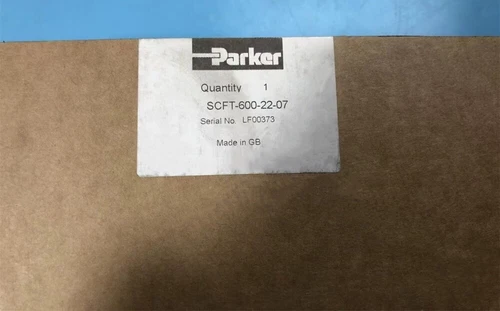 Parker
Quantity 1
SCFT-600-22-07
Serial No. LF00373
Made in GB